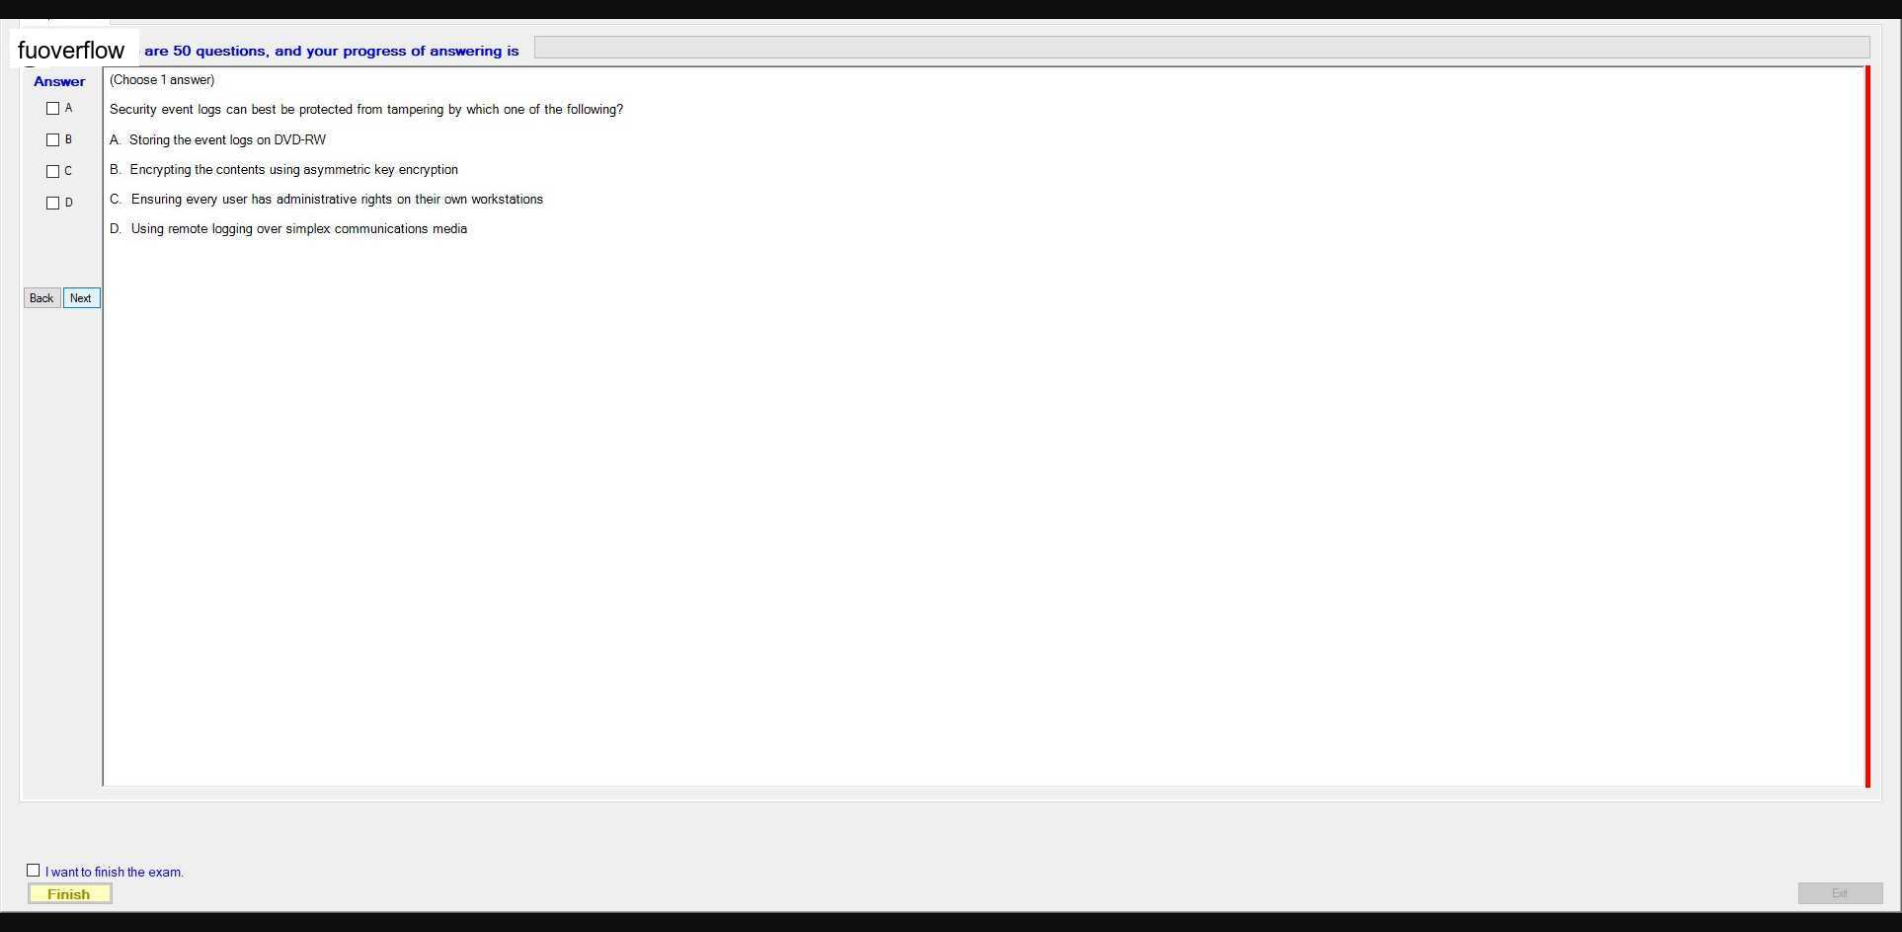 fuoverflow are 50 questions, and your progress of answering is
Answer
(Choose 1 answer)
A
Security event logs can best be protected from tampering by which one of the following?
B
A. Storing the event logs on DVD-RW
C
B. Encrypting the contents using asymmetric key encryption
D
C. Ensuring every user has administrative rights on their own workstations
D. Using remote logging over simplex communications media
Back Next
I want to finish the exam.
Finish
Exit